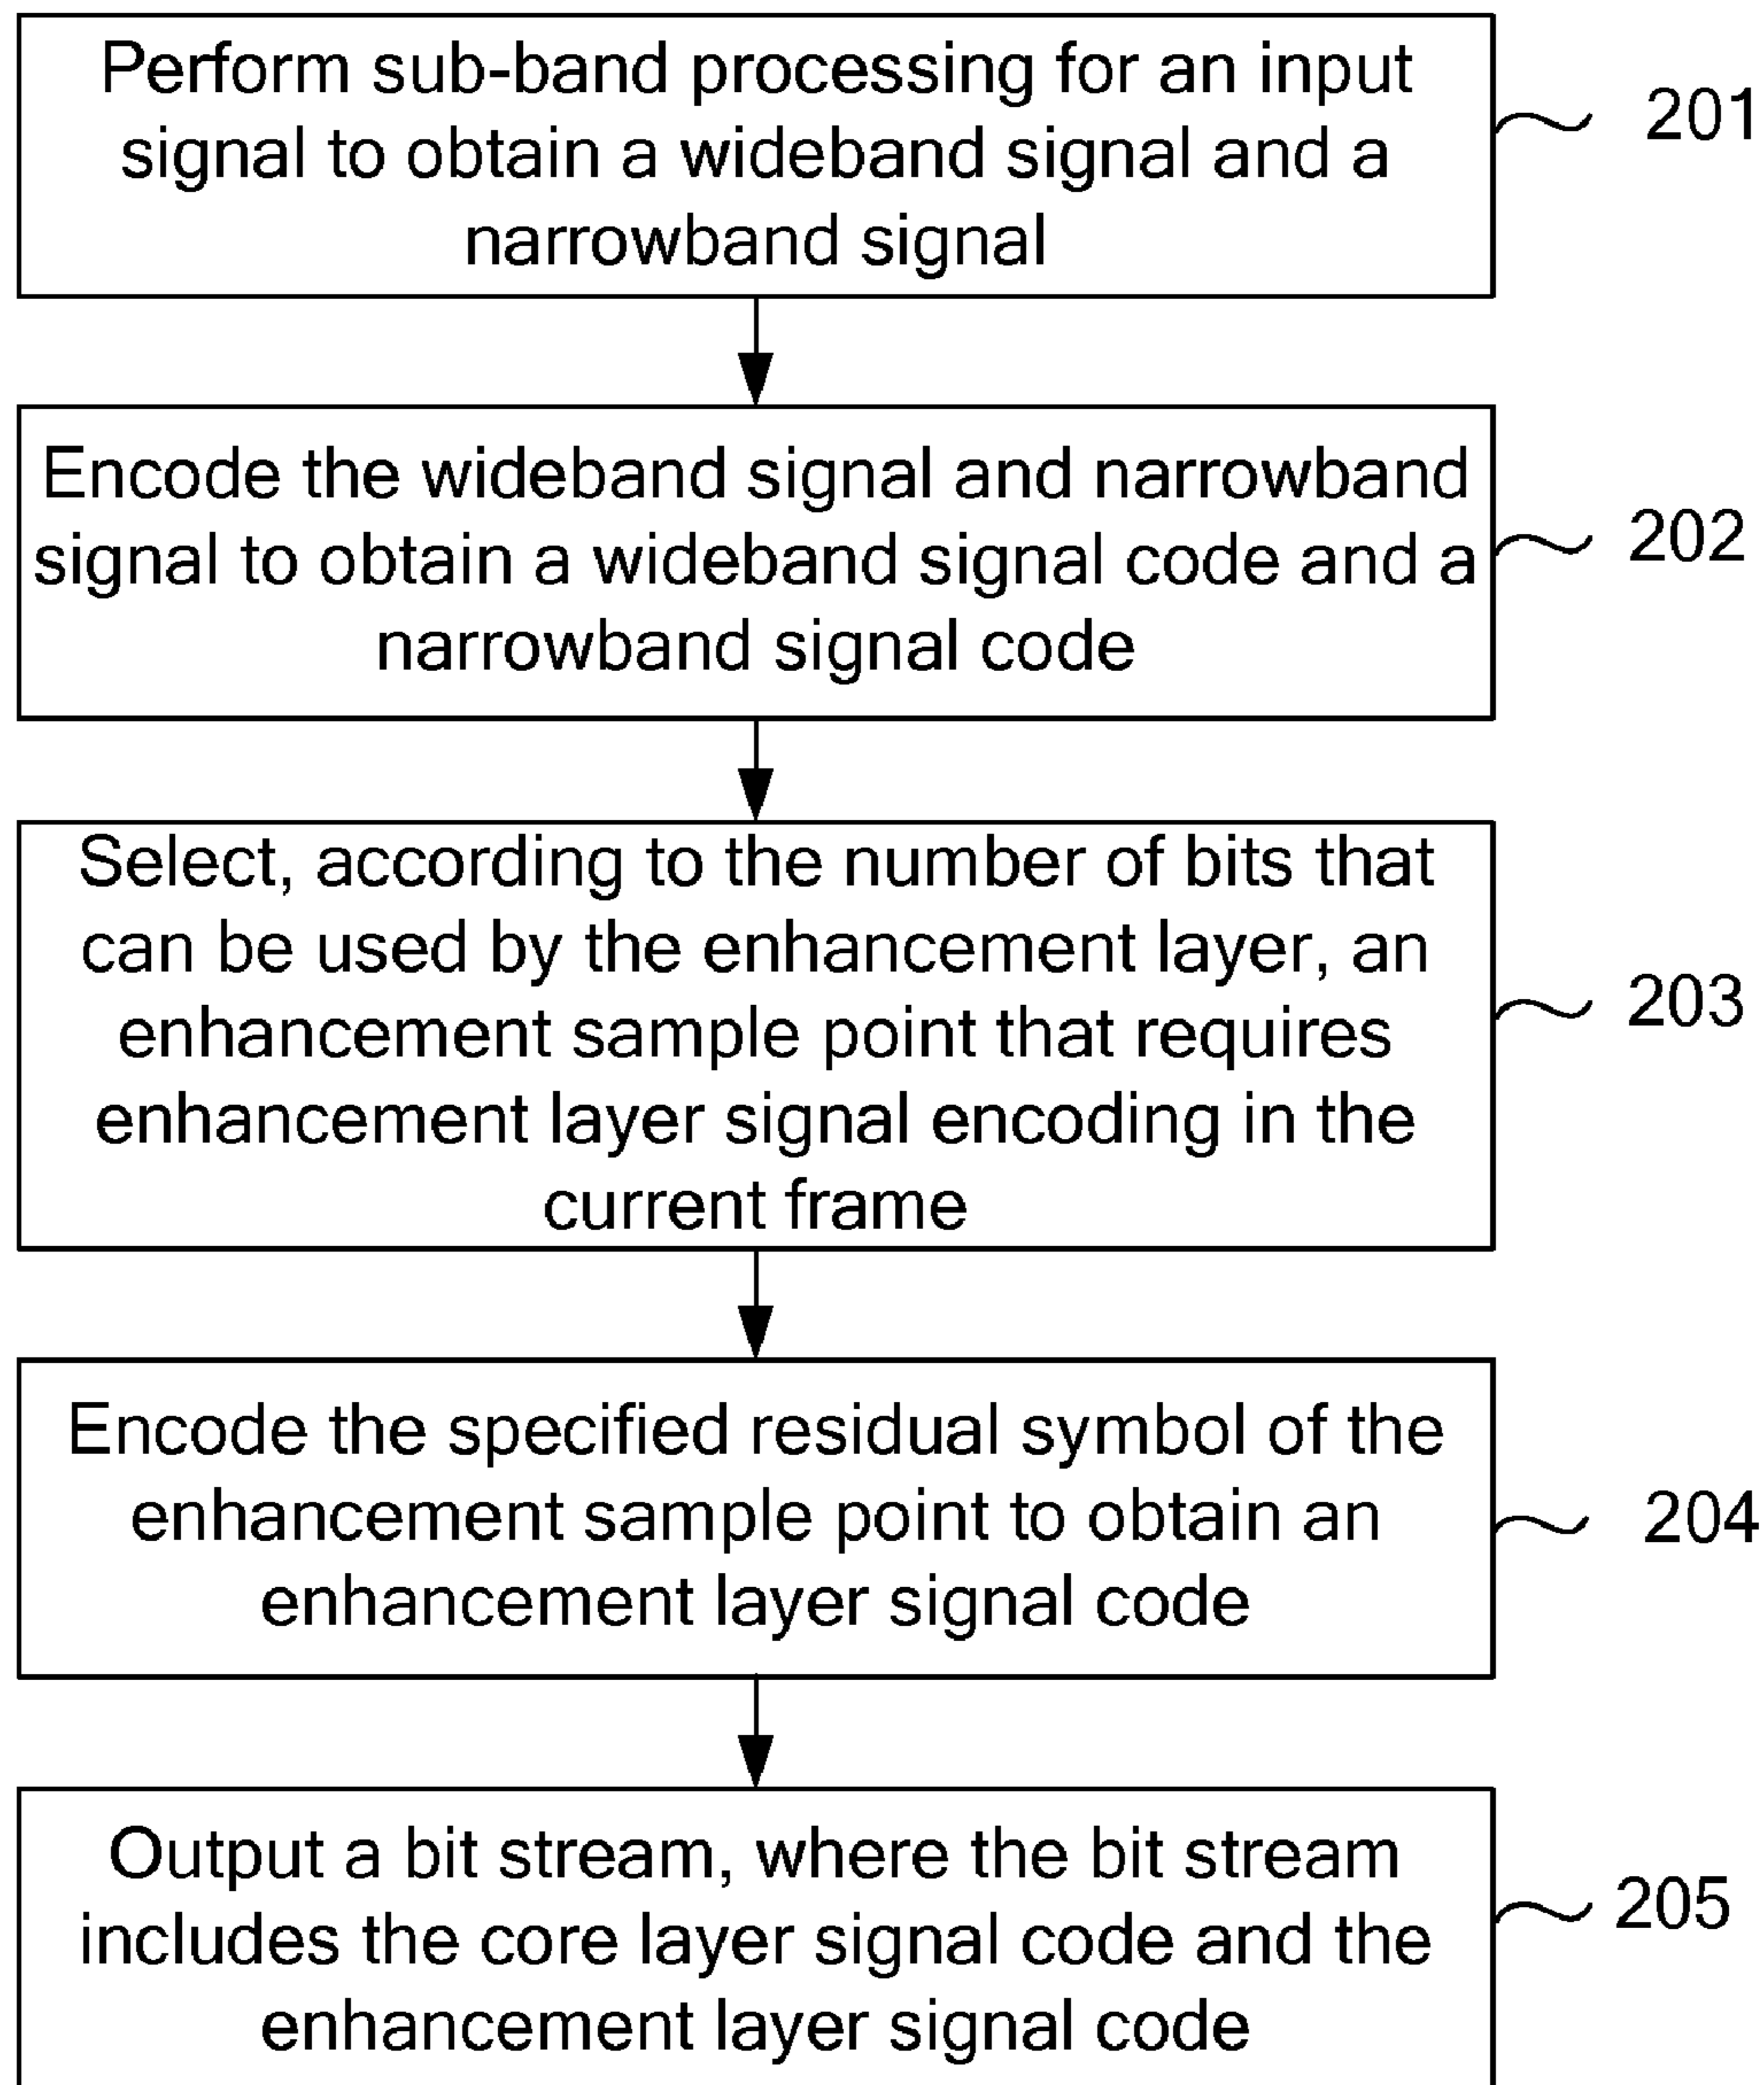 Perform sub-band processing for an input
signal to obtain a wideband signal and a
narrowband signal
201
Encode the wideband signal and narrowband
signal to obtain a wideband signal code and a
narrowband signal code
202
Select, according to the number of bits that
can be used by the enhancement layer, an
enhancement sample point that requires
enhancement layer signal encoding in the
current frame
203
Encode the specified residual symbol of the
enhancement sample point to obtain an
enhancement layer signal code
204
Output a bit stream, where the bit stream
includes the core layer signal code and the
enhancement layer signal code
205